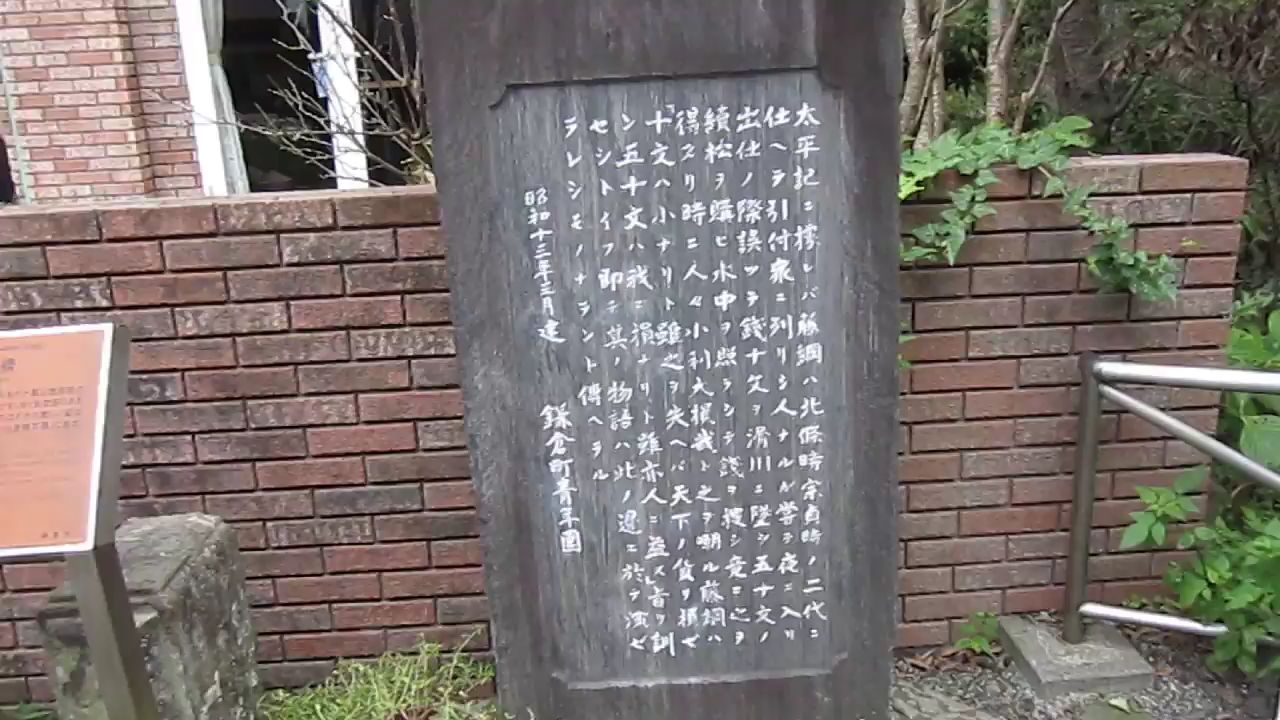 太平記ニ據レバ藤綱ハ北條時宗貞時ノ二代ニ
仕ヘテ引付衆ニ列リシ人ナルガ嘗テ夜ニ入リ
出仕ノ際誤ッテ錢十文ヲ滑川ニ墜シ五十文ノ
續松ヲ購ヒ水中ヲ照ラシテ錢ヲ捜シ竟ニ之ヲ
得タリ時ニ人々小利大損哉ト之ヲ嘲ル藤綱ハ
十文ハ小ナリト雖之ヲ失ヘバ天下ノ貨ヲ損ゼ
ン五十文ハ我ニ損ナリト雖亦人ニ益ス旨ヲ訓
セシトイフ即チ其ノ物語ハ此ノ辺ニ於テ演ゼ
ラレシモノナラント傳ヘラル
昭和十三年三月建 鎌倉町青年團